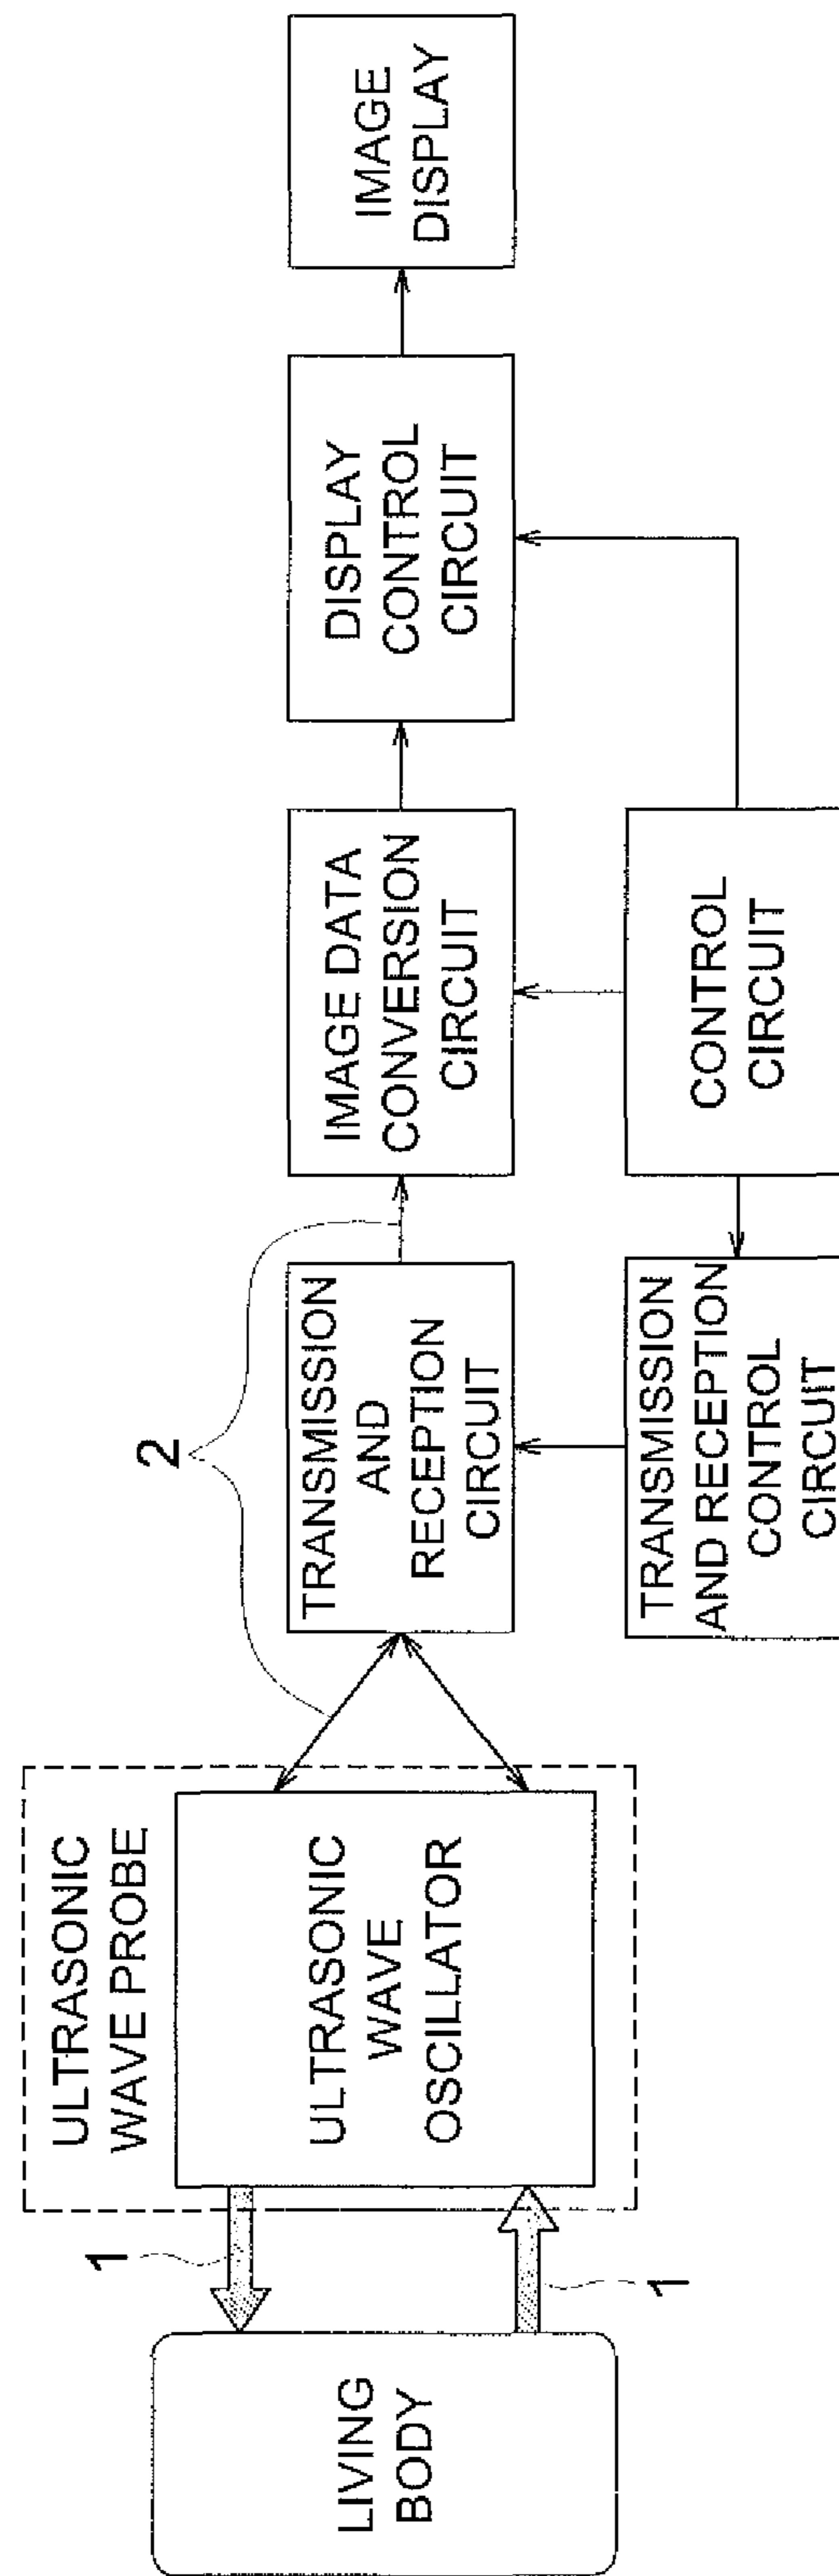 LIVING
BODY
1
1
ULTRASONIC
WAVE PROBE
ULTRASONIC
WAVE
OSCILLATOR
2
TRANSMISSION
AND
RECEPTION
CIRCUIT
IMAGE DATA
CONVERSION
CIRCUIT
DISPLAY
CONTROL
CIRCUIT
IMAGE
DISPLAY
TRANSMISSION
AND RECEPTION
CONTROL
CIRCUIT
CONTROL
CIRCUIT